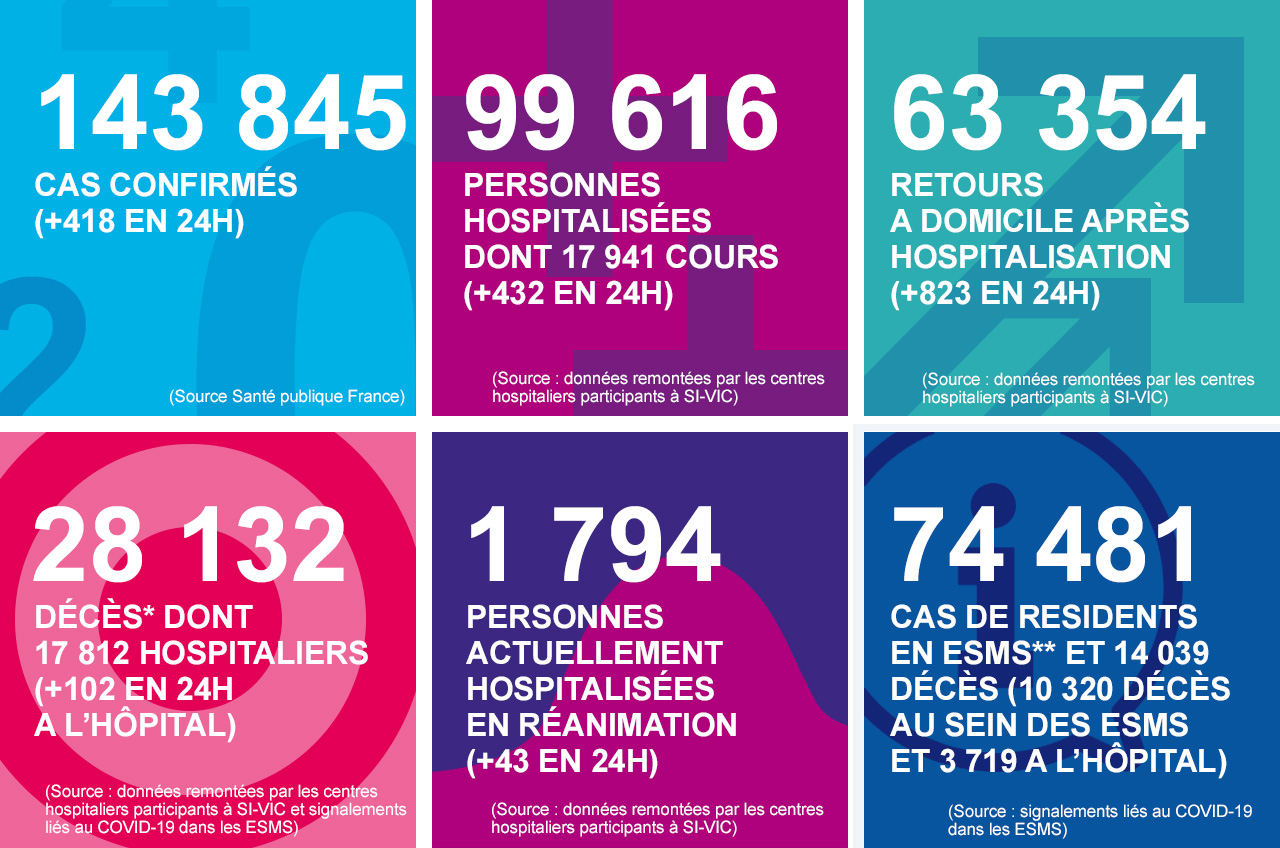 143 845
CAS CONFIRMÉS
(+418 EN 24H)
(Source Santé publique France)
99 616
PERSONNES
HOSPITALISÉES
DONT 17 941 COURS
(+432 EN 24H)
(Source : données remontées par les centres
hospitaliers participants à SI-VIC)
63 354
RETOURS
A DOMICILE APRÈS
HOSPITALISATION
(+823 EN 24H)
(Source : données remontées par les centres
hospitaliers participants à SI-VIC)
28 132
DÉCÈS* DONT
17 812 HOSPITALIERS
(+102 EN 24H
A L’HÔPITAL)
(Source : données remontées par les centres
hospitaliers participants à SI-VIC et signalements
liés au COVID-19 dans les ESMS)
1 794
PERSONNES
ACTUELLEMENT
HOSPITALISÉES
EN RÉANIMATION
(+43 EN 24H)
(Source : données remontées par les centres
hospitaliers participants à SI-VIC)
74 481
CAS DE RESIDENTS
EN ESMS** ET 14 039
DÉCÈS (10 320 DÉCÈS
AU SEIN DES ESMS
ET 3 719 A L’HÔPITAL)
(Source : signalements liés au COVID-19
dans les ESMS)